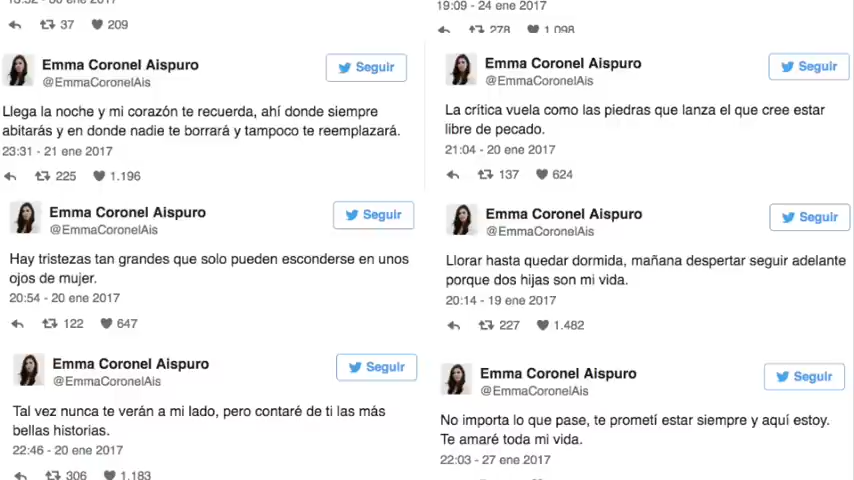 209
37
Emma Coronel Aispuro
@EmmaCoronelAis
Seguir
Llega la noche y mi corazón te recuerda, ahí donde siempre
abitarás y en donde nadie te borrará y tampoco te reemplazará.
23:31 - 21 ene 2017
225 1.196
Emma Coronel Aispuro
@EmmaCoronelAis
Seguir
Hay tristezas tan grandes que solo pueden esconderse en unos
ojos de mujer.
20:54 - 20 ene 2017
122 647
Emma Coronel Aispuro
@EmmaCoronelAis
Seguir
Tal vez nunca te verán a mi lado, pero contaré de ti las más
bellas historias.
22:46 - 20 ene 2017
306 1.183
19:09 - 24 ene 2017
278 1.098
Emma Coronel Aispuro
@EmmaCoronelAis
Seguir
La crítica vuela como las piedras que lanza el que cree estar
libre de pecado.
21:04 - 20 ene 2017
137 624
Emma Coronel Aispuro
@EmmaCoronelAis
Seguir
Llorar hasta quedar dormida, mañana despertar seguir adelante
porque dos hijas son mi vida.
20:14 - 19 ene 2017
227 1.482
Emma Coronel Aispuro
@EmmaCoronelAis
Seguir
No importa lo que pase, te prometí estar siempre y aquí estoy.
Te amaré toda mi vida.
22:03 - 27 ene 2017